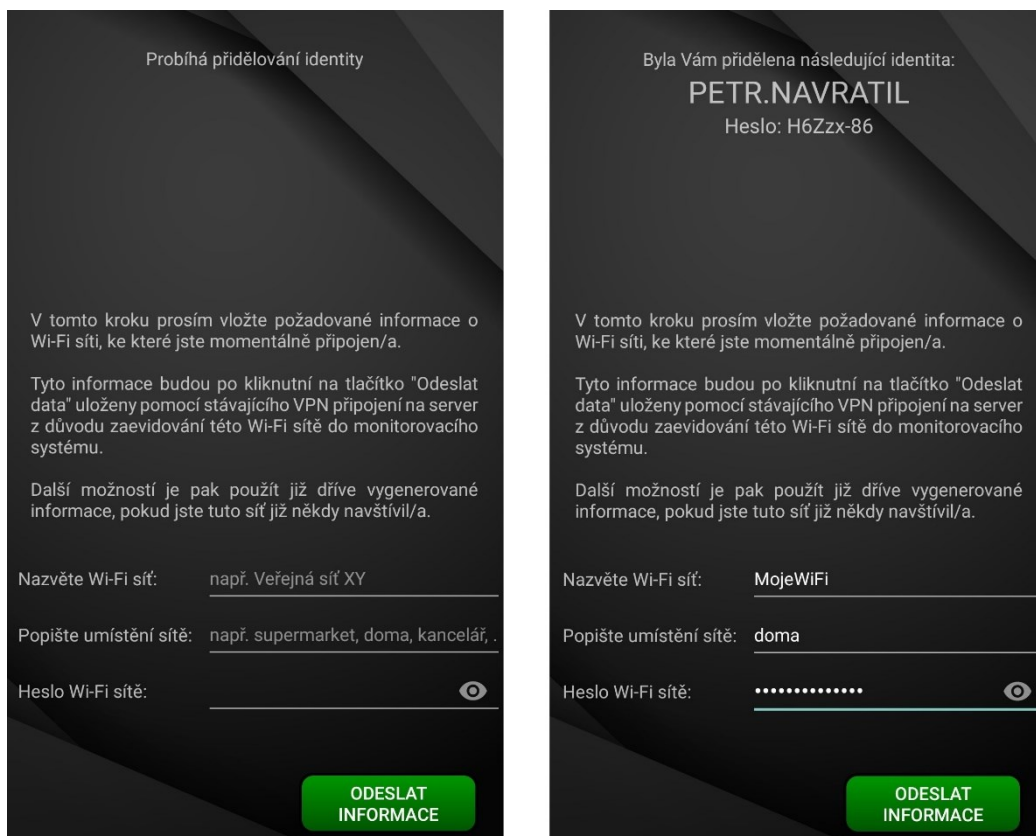 Probíhá přidělování identity
V tomto kroku prosím vložte požadované informace o
Wi-Fi síti, ke které jste momentálně připojen/a.
Tyto informace budou po kliknutní na tlačítko "Odeslat
data" uloženy pomocí stávajícího VPN připojení na server
z důvodu zaevidování této Wi-Fi sítě do monitorovacího
systému.
Další možností je pak použít již dříve vygenerované
informace, pokud jste tuto síť již někdy navštívil/a.
Nazvěte Wi-Fi síť: např. Veřejná síť XY
Popište umístění sítě: např. supermarket, doma, kancelář, .
Heslo Wi-Fi sítě:
ODESLAT
INFORMACE
Byla Vám přidělena následující identita:
PETR.NAVRATIL
Heslo: H6Zzx-86
V tomto kroku prosím vložte požadované informace o
Wi-Fi síti, ke které jste momentálně připojen/a.
Tyto informace budou po kliknutní na tlačítko "Odeslat
data" uloženy pomocí stávajícího VPN připojení na server
z důvodu zaevidování této Wi-Fi sítě do monitorovacího
systému.
Další možností je pak použít již dříve vygenerované
informace, pokud jste tuto síť již někdy navštívil/a.
Nazvěte Wi-Fi síť: MojeWiFi
Popište umístění sítě: doma
Heslo Wi-Fi sítě: ••••••••••••••
ODESLAT
INFORMACE